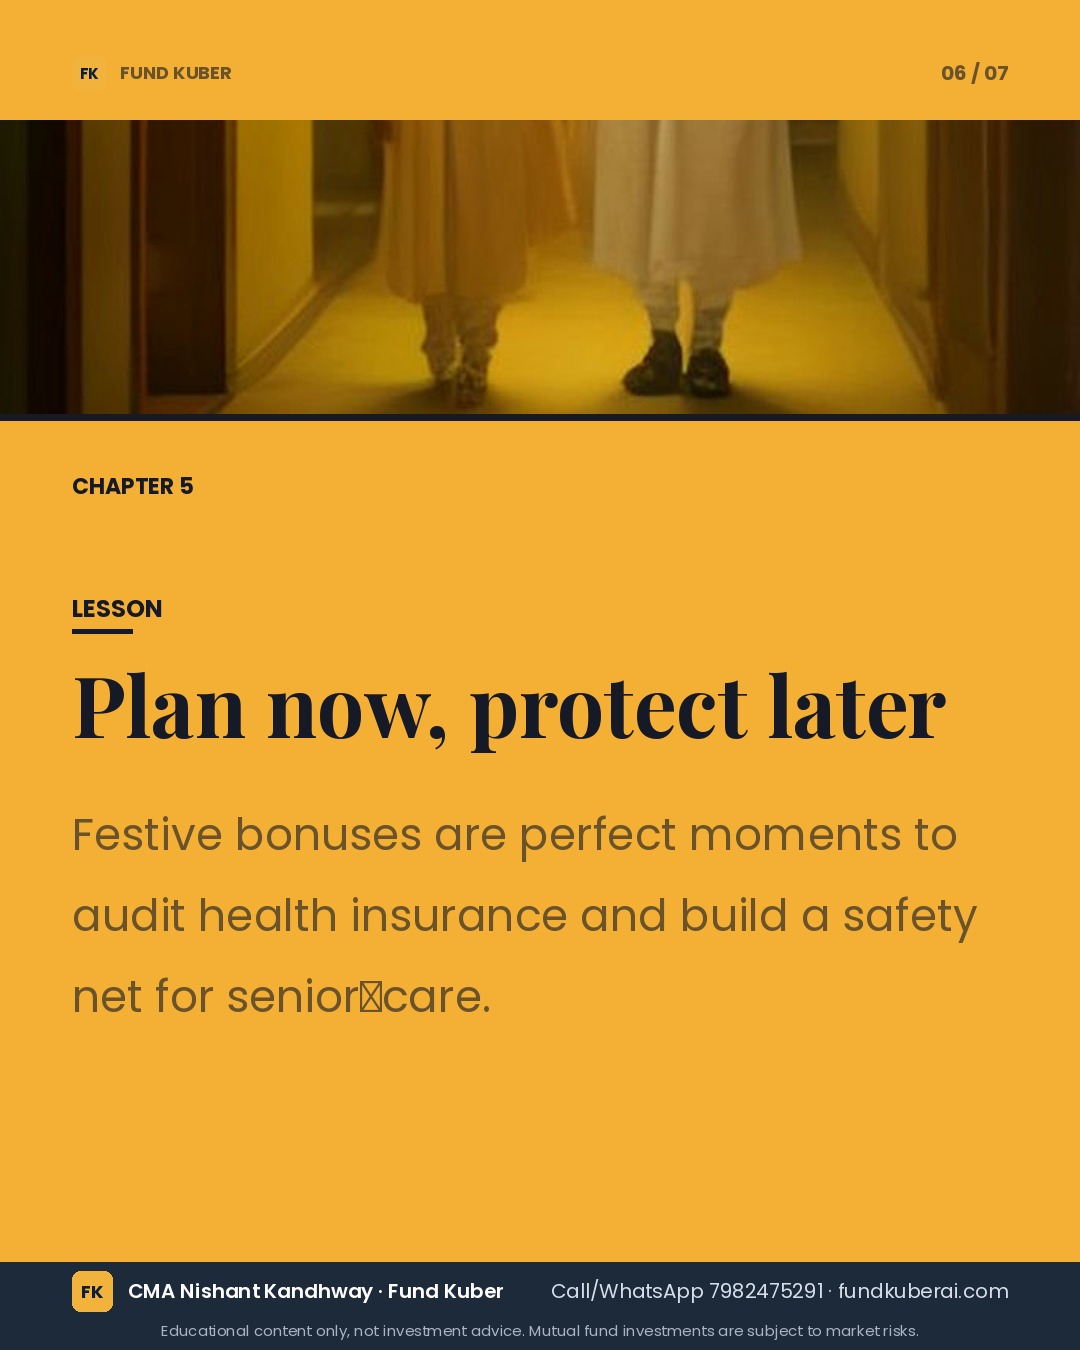 FK FUND KUBER
06 / 07
CHAPTER 5
LESSON
Plan now, protect later
Festive bonuses are perfect moments to
audit health insurance and build a safety
net for senior☒care.
FK CMA Nishant Kandhway · Fund Kuber
Call/WhatsApp 7982475291 · fundkuberai.com
Educational content only, not investment advice. Mutual fund investments are subject to market risks.